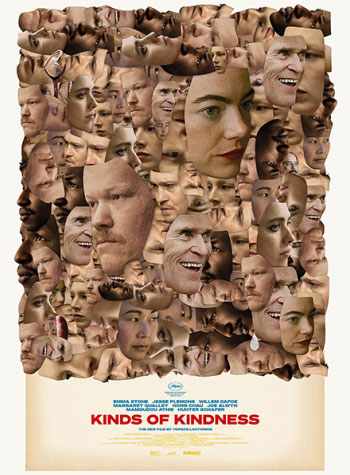 EMMA STONE JESSE PLEMONS WILLEM DAFOE
MARGARET QUALLEY HONG CHAU JOE ALWYN
MAMOUDOU ATHIE HUNTER SCHAFER
KINDS OF KINDNESS
THE NEW FILM BY YORGOS LANTHIMOS